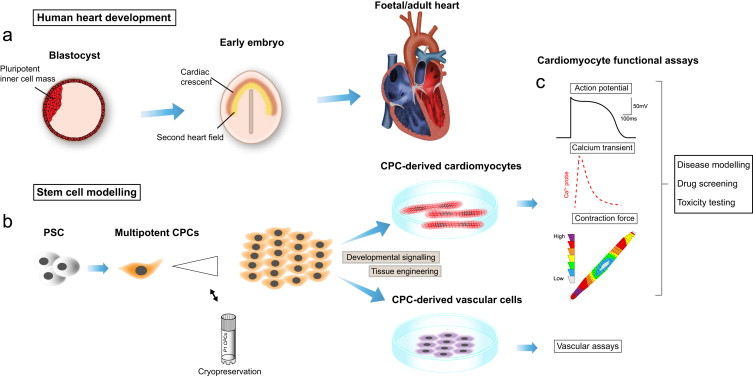 Human heart development
a
Blastocyst
Pluripotent
inner cell mass
Early embryo
Cardiac
crescent
Second heart field
Foetal/adult heart
Cardiomyocyte functional assays
c
Action potential
50mV
100ms
Calcium transient
Ca²⁺ probe
Contraction force
High
Low
Disease modelling
Drug screening
Toxicity testing
Stem cell modelling
b
PSC
Multipotent CPCs
P1 CPCs
Cryopreservation
Developmental signalling
Tissue engineering
CPC-derived cardiomyocytes
CPC-derived vascular cells
Vascular assays